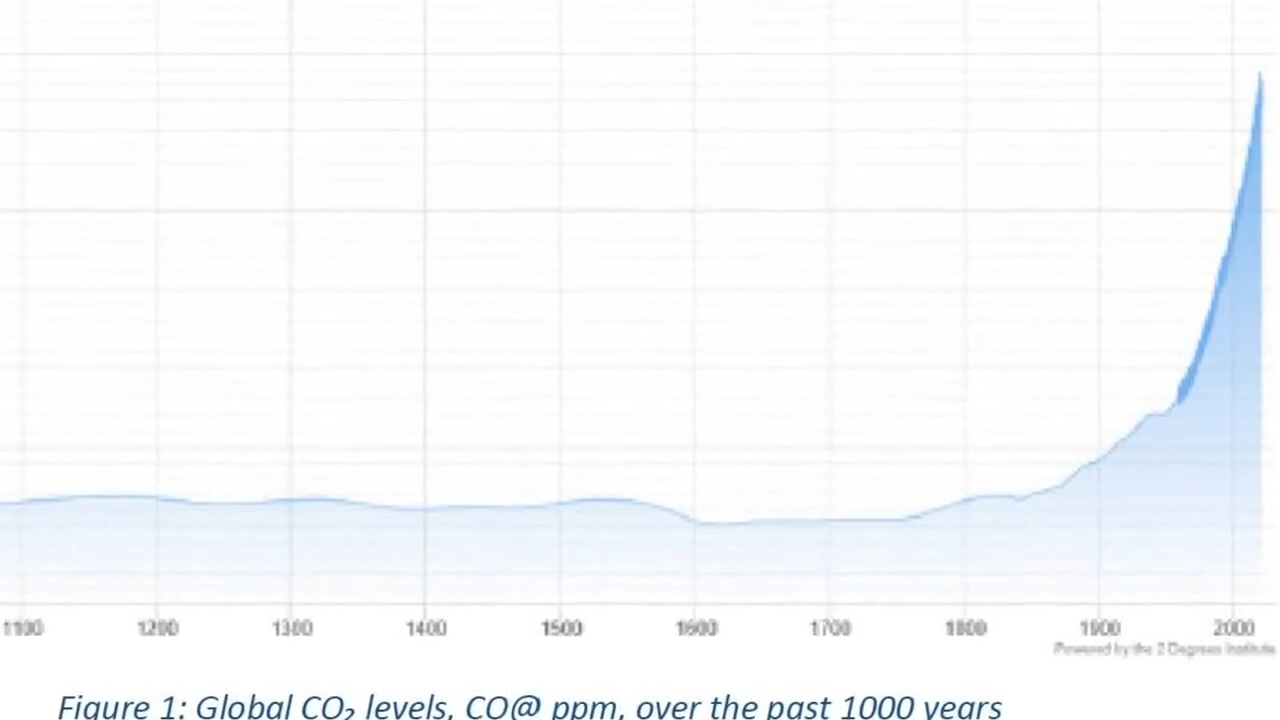 1100 1200 1300 1400 1500 1600 1700 1800 1900 2000
Powered by the 2 Degrees Institute
Figure 1: Global CO₂ levels, CO@ ppm, over the past 1000 years